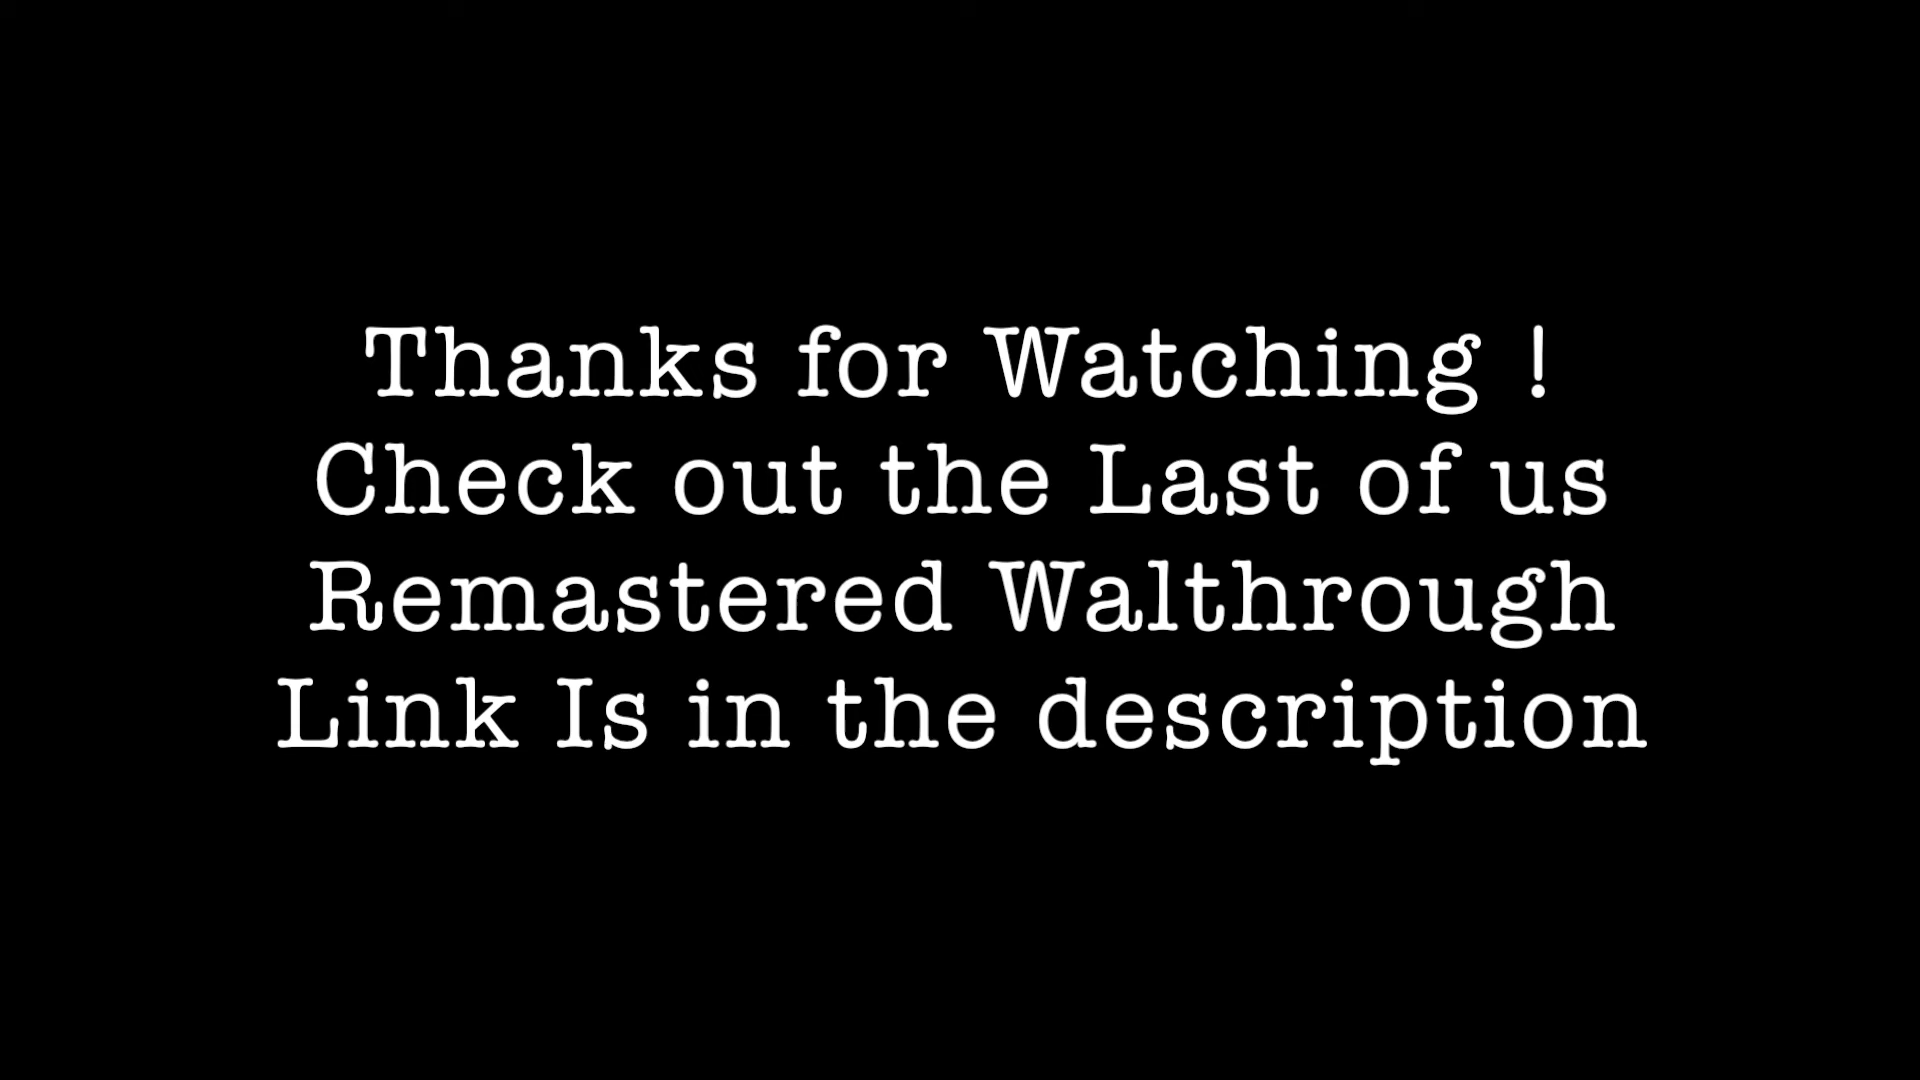 Thanks for Watching !
Check out the Last of us
Remastered Walthrough
Link Is in the description